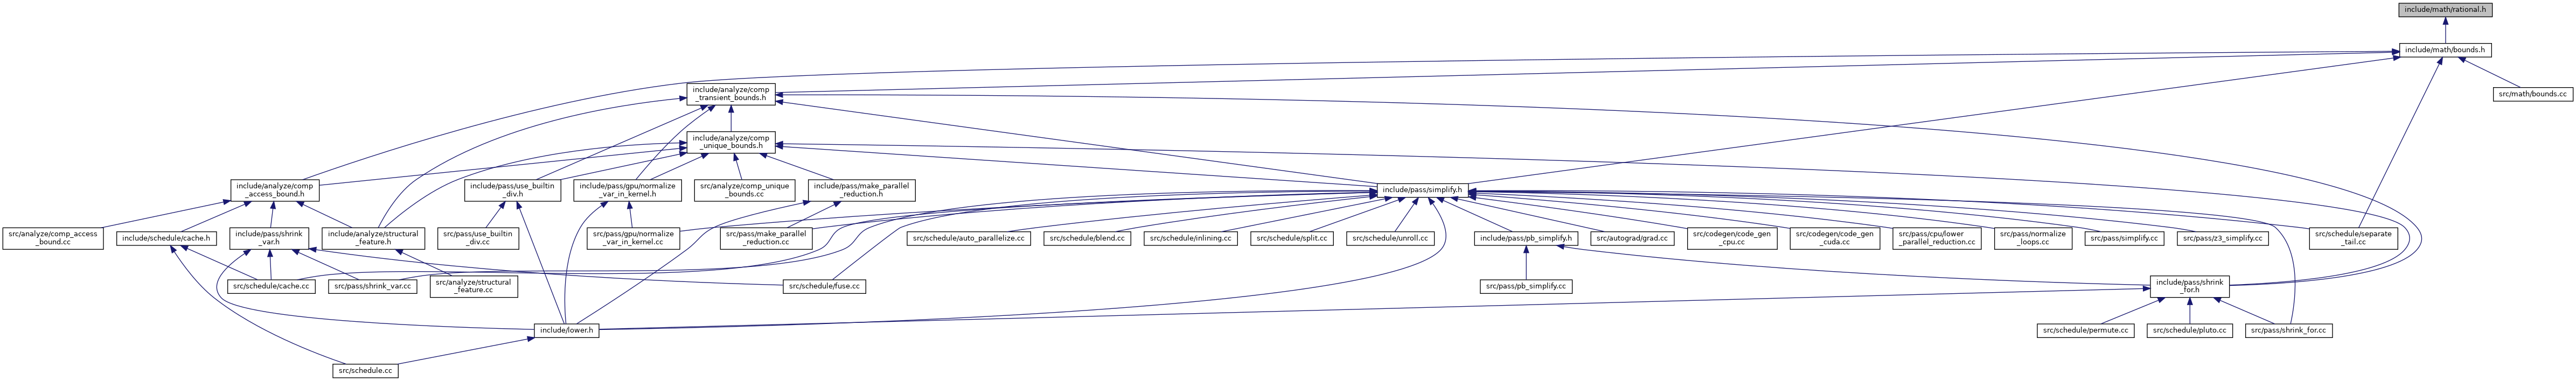 include/math/rational.h
include/math/bounds.h
include/analyze/comp
_transient_bounds.h
src/math/bounds.cc
include/analyze/comp
_unique_bounds.h
include/analyze/comp
_access_bound.h
include/pass/use_builtin
_div.h
include/pass/gpu/normalize
_var_in_kernel.h
src/analyze/comp_unique
_bounds.cc
include/pass/make_parallel
_reduction.h
include/pass/simplify.h
src/analyze/comp_access
_bound.cc
include/schedule/cache.h
include/pass/shrink
_var.h
include/analyze/structural
_feature.h
src/pass/use_builtin
_div.cc
src/pass/gpu/normalize
_var_in_kernel.cc
src/pass/make_parallel
_reduction.cc
src/schedule/auto_parallelize.cc
src/schedule/blend.cc
src/schedule/inlining.cc
src/schedule/split.cc
src/schedule/unroll.cc
include/pass/pb_simplify.h
src/autograd/grad.cc
src/codegen/code_gen
_cpu.cc
src/codegen/code_gen
_cuda.cc
src/pass/cpu/lower
_parallel_reduction.cc
src/pass/normalize
_loops.cc
src/pass/simplify.cc
src/pass/z3_simplify.cc
src/schedule/separate
_tail.cc
src/schedule/cache.cc
src/pass/shrink_var.cc
src/analyze/structural
_feature.cc
src/schedule/fuse.cc
src/pass/pb_simplify.cc
include/pass/shrink
_for.h
include/lower.h
src/schedule/permute.cc
src/schedule/pluto.cc
src/pass/shrink_for.cc
src/schedule.cc